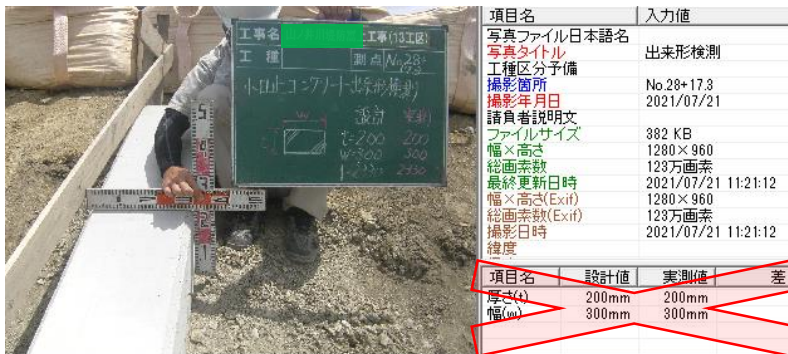 工事名 工事(13工区)
工種 測点 No.28+17.3
小口止コンクリート出来形検測
設計 実測
w
t
t=200 200
w=300 300
項目名 入力値
写真ファイル日本語名
写真タイトル 出来形検測
工種区分予備
撮影箇所 No.28+17.3
撮影年月日 2021/07/21
請負者説明文
ファイルサイズ 382 KB
幅×高さ 1280×960
総画素数 123万画素
最終更新日時 2021/07/21 11:21:12
幅×高さ(Exif) 1280×960
総画素数(Exif) 123万画素
撮影日時 2021/07/21 11:21:12
緯度
項目名 設計値 実測値 差
厚さ(t) 200mm 200mm
幅(w) 300mm 300mm